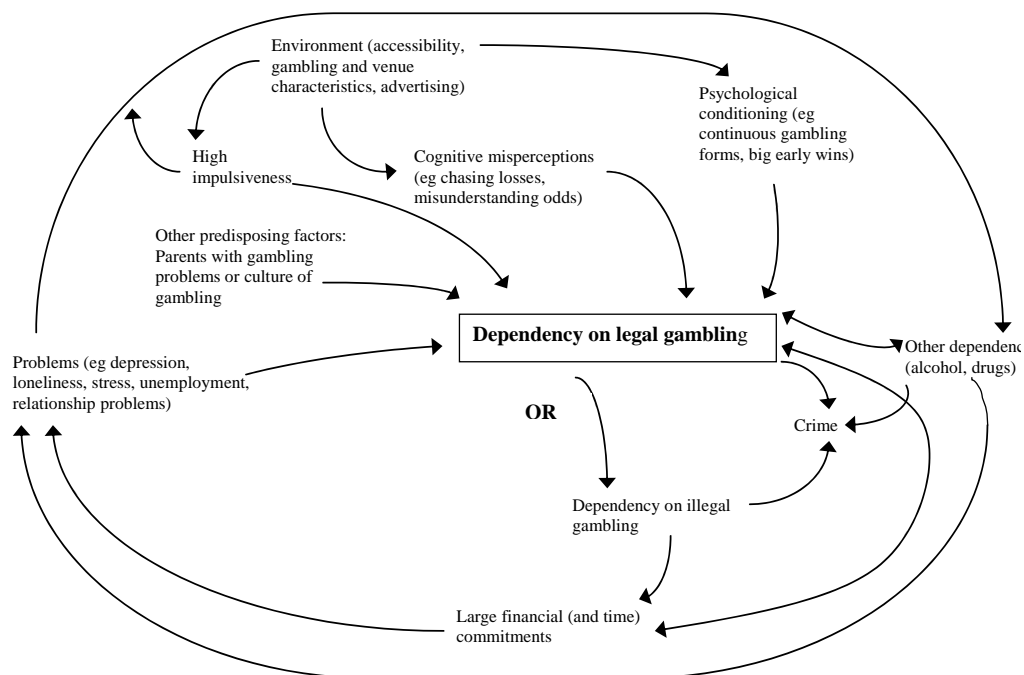 Environment (accessibility,
gambling and venue
characteristics, advertising)
Psychological
conditioning (eg
continuous gambling
forms, big early wins)
High
impulsiveness
Cognitive misperceptions
(eg chasing losses,
misunderstanding odds)
Other predisposing factors:
Parents with gambling
problems or culture of
gambling
Dependency on legal gambling
Problems (eg depression,
loneliness, stress, unemployment,
relationship problems)
Other dependenc
(alcohol, drugs)
OR
Crime
Dependency on illegal
gambling
Large financial (and time)
commitments